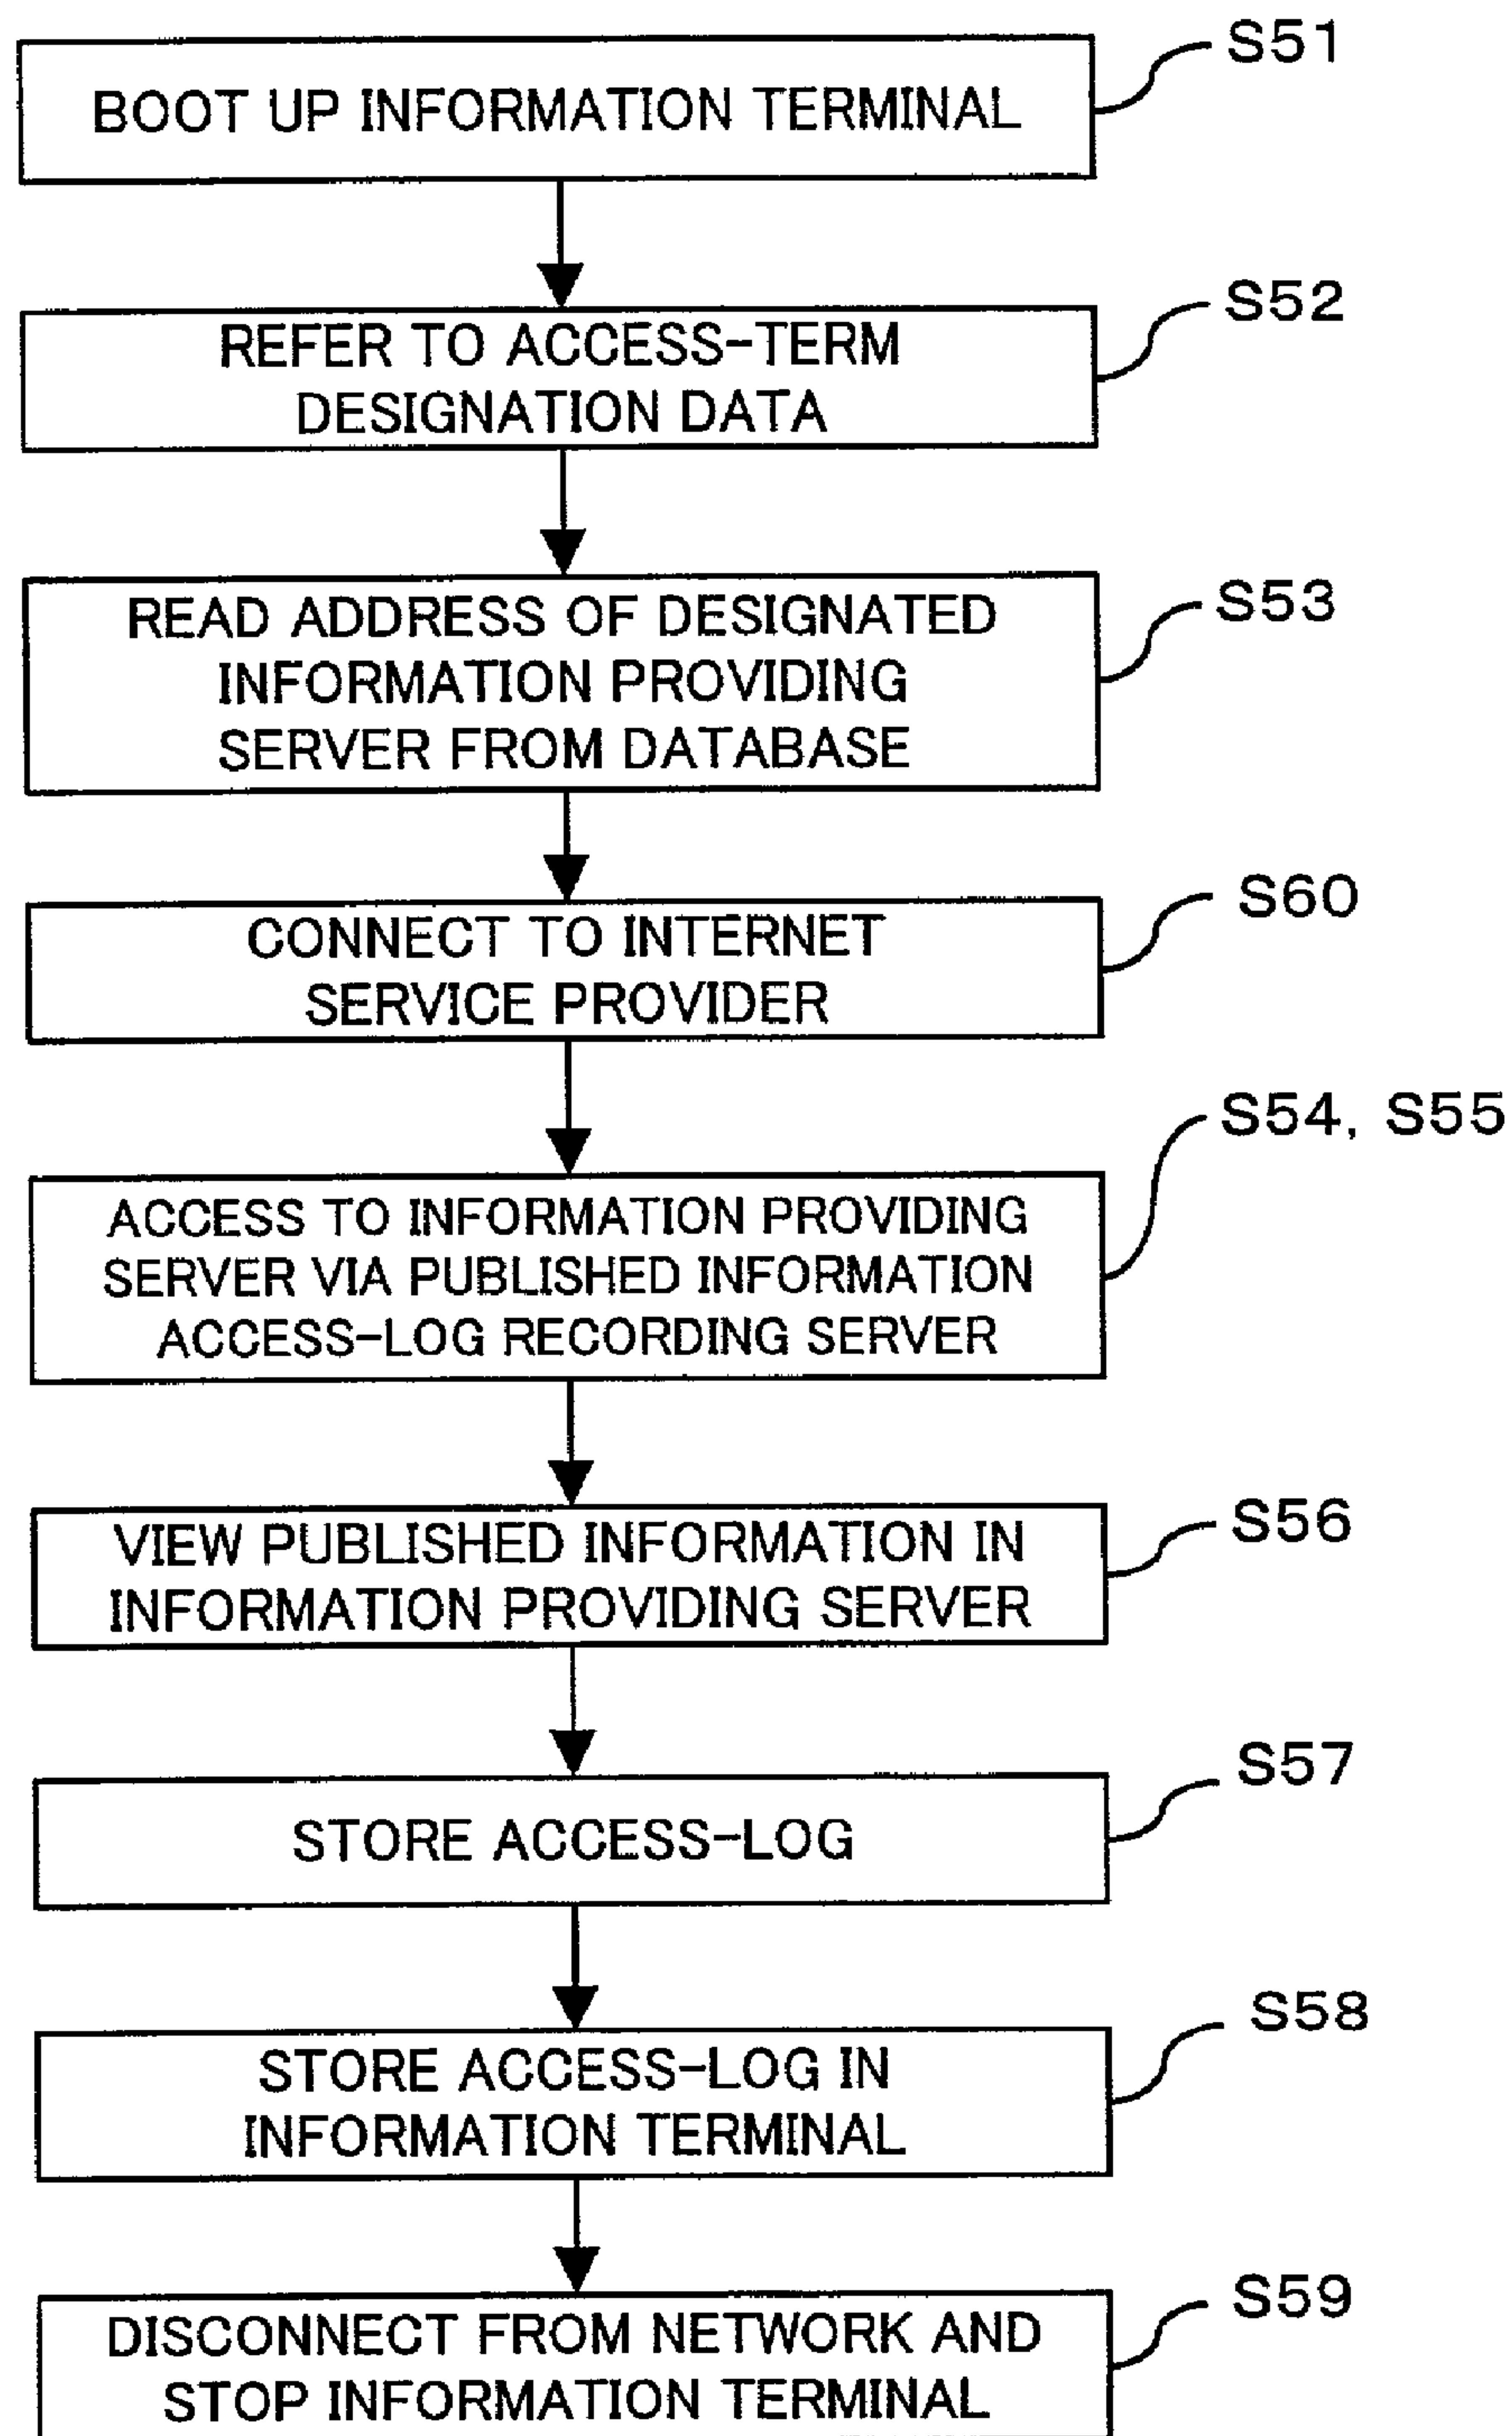 S51
BOOT UP INFORMATION TERMINAL
S52
REFER TO ACCESS-TERM
DESIGNATION DATA
S53
READ ADDRESS OF DESIGNATED
INFORMATION PROVIDING
SERVER FROM DATABASE
S60
CONNECT TO INTERNET
SERVICE PROVIDER
S54, S55
ACCESS TO INFORMATION PROVIDING
SERVER VIA PUBLISHED INFORMATION
ACCESS-LOG RECORDING SERVER
S56
VIEW PUBLISHED INFORMATION IN
INFORMATION PROVIDING SERVER
S57
STORE ACCESS-LOG
S58
STORE ACCESS-LOG IN
INFORMATION TERMINAL
S59
DISCONNECT FROM NETWORK AND
STOP INFORMATION TERMINAL